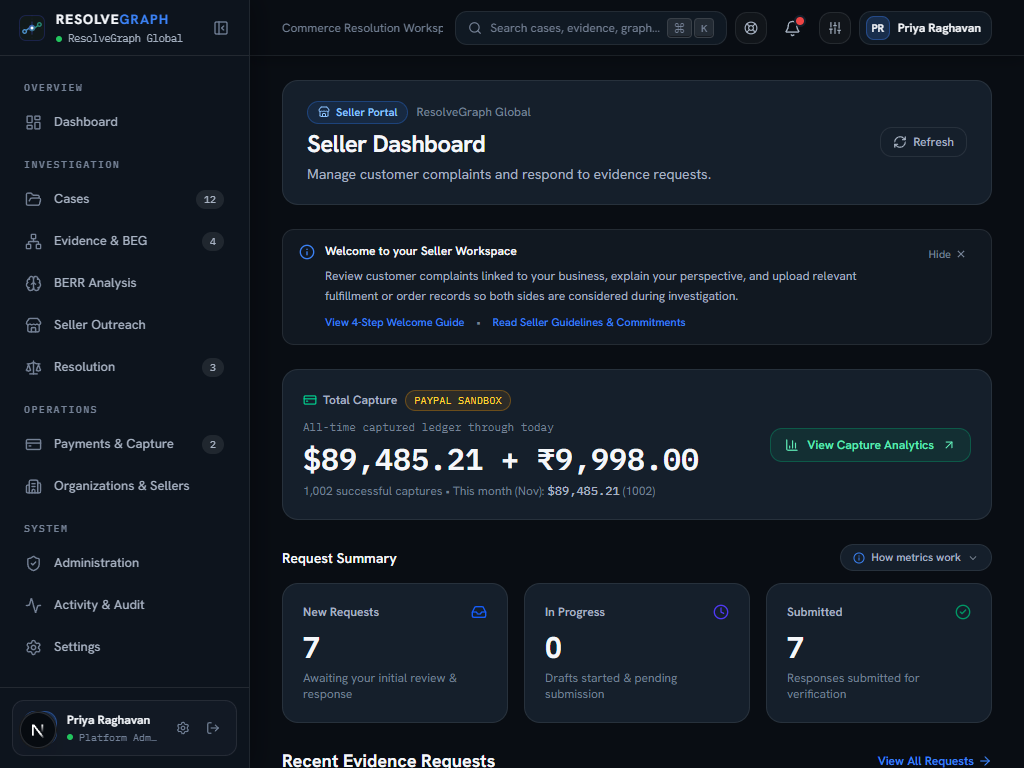 RESOLVEGRAPH
ResolveGraph Global
OVERVIEW
Dashboard
INVESTIGATION
Cases 12
Evidence & BEG 4
BERR Analysis
Seller Outreach
Resolution 3
OPERATIONS
Payments & Capture 2
Organizations & Sellers
SYSTEM
Administration
Activity & Audit
Settings
N
Priya Raghavan
Platform Adm…
Commerce Resolution Worksp
Search cases, evidence, graph... ⌘ K
PR Priya Raghavan
Seller Portal ResolveGraph Global
Seller Dashboard
Manage customer complaints and respond to evidence requests.
Refresh
Welcome to your Seller Workspace
Hide ✕
Review customer complaints linked to your business, explain your perspective, and upload relevant
fulfillment or order records so both sides are considered during investigation.
View 4-Step Welcome Guide • Read Seller Guidelines & Commitments
Total Capture PAYPAL SANDBOX
All-time captured ledger through today
$89,485.21 + ₹9,998.00
1,002 successful captures • This month (Nov): $89,485.21 (1002)
View Capture Analytics
Request Summary
How metrics work
New Requests
7
Awaiting your initial review &
response
In Progress
0
Drafts started & pending
submission
Submitted
7
Responses submitted for
verification
Recent Evidence Requests
View All Requests →